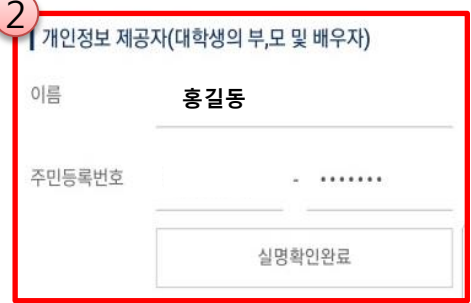 2
개인정보 제공자(대학생의 부,모 및 배우자)
이름 홍길동
주민등록번호 - •••••••
실명확인완료